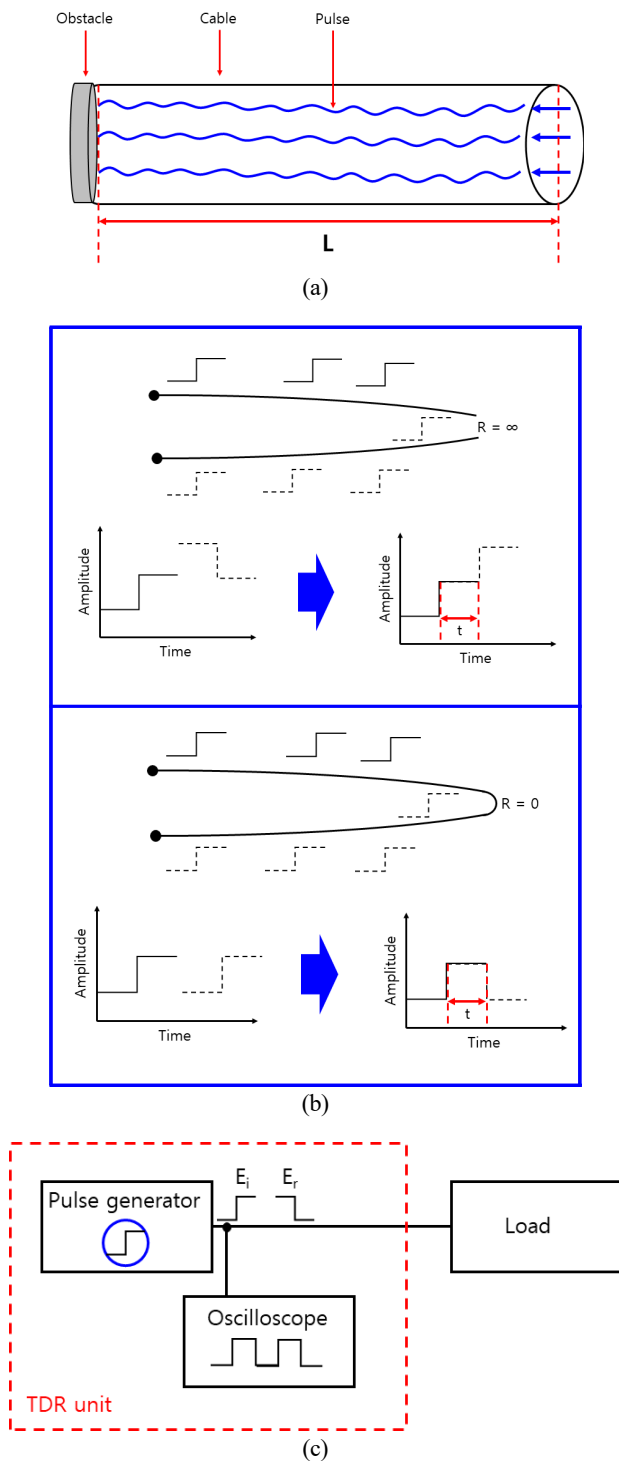 Obstacle Cable Pulse
L
(a)
R = ∞
Amplitude
Time
Amplitude
t
Time
R = 0
Amplitude
Time
Amplitude
t
Time
(b)
Pulse generator
Ei Er
Load
Oscilloscope
TDR unit
(c)